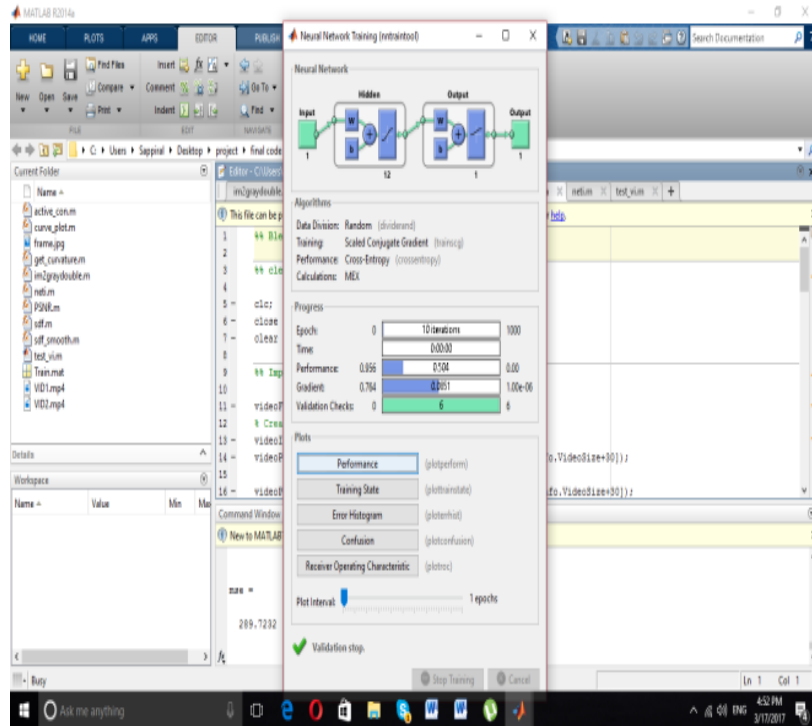 MATLAB R2014a
HOME PLOTS APPS EDITOR PUBLISH
Search Documentation
New Open Save
Find Files
Compare
Print
Insert
Comment
Indent
Go To
Find
FILE EDIT NAVIGATE
C: Users Sappiral Desktop project final code
Current Folder
Name
active_con.m
curve_plot.m
frame.jpg
get_curvature.m
im2graydouble.m
neti.m
PSNR.m
sdf.m
sdf_smooth.m
test_vi.m
Train.mat
VID1.mp4
VID2.mp4
Details
Workspace
Name Value Min
Editor - C:\Users
im2graydouble. neti.m test_vi.m
This file can be p help.
1 %% Ble
2
3 %% cle
4
5 clc;
6 close
7 clear
8
9 %% Imp
10
11 videoF
12 % Crea
13 videoI
14 videoP o.VideoSize+30]);
15
16 videoP fo.VideoSize+30]);
Command Window
New to MATLAB
mse =
289.7232
fx
Busy
Ln 1 Col 1
Neural Network Training (nntraintool)
Neural Network
Input Hidden Output Output
W b W b
1 12 1 1
Algorithms
Data Division: Random (dividerand)
Training: Scaled Conjugate Gradient (trainscg)
Performance: Cross-Entropy (crossentropy)
Calculations: MEX
Progress
Epoch: 0 10 iterations 1000
Time: 0:00:00
Performance: 0.956 0.504 0.00
Gradient: 0.764 0.0851 1.00e-06
Validation Checks: 0 6 6
Plots
Performance (plotperform)
Training State (plottrainstate)
Error Histogram (ploterrhist)
Confusion (plotconfusion)
Receiver Operating Characteristic (plotroc)
Plot Interval: 1 epochs
Validation stop.
Stop Training Cancel
Ask me anything
ENG
4:52 PM
3/17/2017